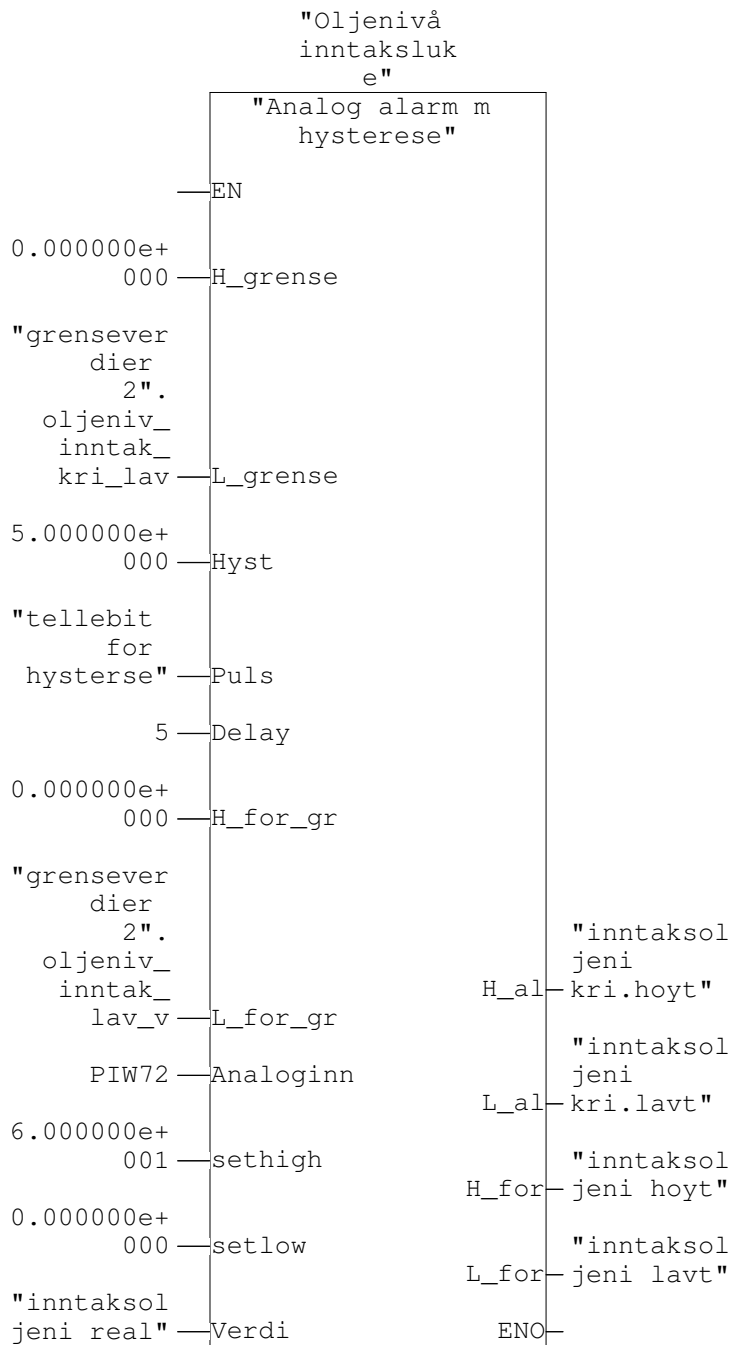 "Oljenivå
inntaksluk
e"
"Analog alarm m
hysterese"
EN
0.000000e+
000
H_grense
"grensever
dier
2".
oljeniv_
inntak_
kri_lav
L_grense
5.000000e+
000
Hyst
"tellebit
for
hysterse"
Puls
5
Delay
0.000000e+
000
H_for_gr
"grensever
dier
2".
oljeniv_
inntak_
lav_v
L_for_gr
PIW72
Analoginn
6.000000e+
001
sethigh
0.000000e+
000
setlow
"inntaksol
jeni real"
Verdi
H_al
"inntaksol
jeni
kri.hoyt"
L_al
"inntaksol
jeni
kri.lavt"
H_for
"inntaksol
jeni hoyt"
L_for
"inntaksol
jeni lavt"
ENO